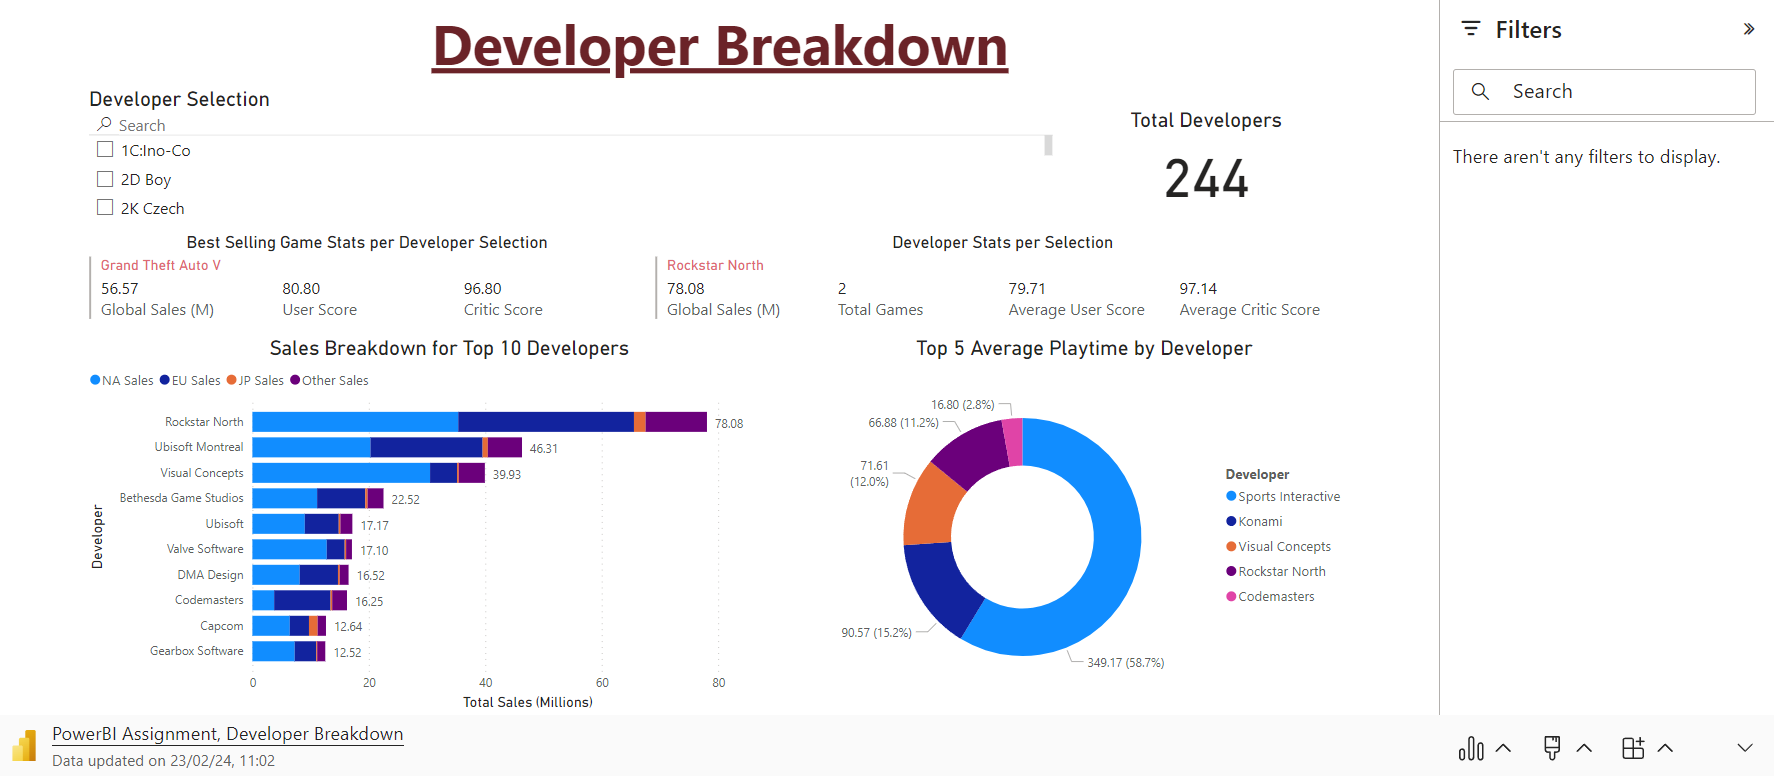 Developer Breakdown
Filters
Search
There aren't any filters to display.
Developer Selection
Search
1C:Ino-Co
2D Boy
2K Czech
Total Developers
244
Best Selling Game Stats per Developer Selection
Grand Theft Auto V
56.57 80.80 96.80
Global Sales (M) User Score Critic Score
Developer Stats per Selection
Rockstar North
78.08 2 79.71 97.14
Global Sales (M) Total Games Average User Score Average Critic Score
Sales Breakdown for Top 10 Developers
NA Sales EU Sales JP Sales Other Sales
Developer
Rockstar North 78.08
Ubisoft Montreal 46.31
Visual Concepts 39.93
Bethesda Game Studios 22.52
Ubisoft 17.17
Valve Software 17.10
DMA Design 16.52
Codemasters 16.25
Capcom 12.64
Gearbox Software 12.52
0 20 40 60 80
Total Sales (Millions)
Top 5 Average Playtime by Developer
16.80 (2.8%)
66.88 (11.2%)
71.61
(12.0%)
90.57 (15.2%)
349.17 (58.7%)
Developer
Sports Interactive
Konami
Visual Concepts
Rockstar North
Codemasters
PowerBI Assignment, Developer Breakdown
Data updated on 23/02/24, 11:02